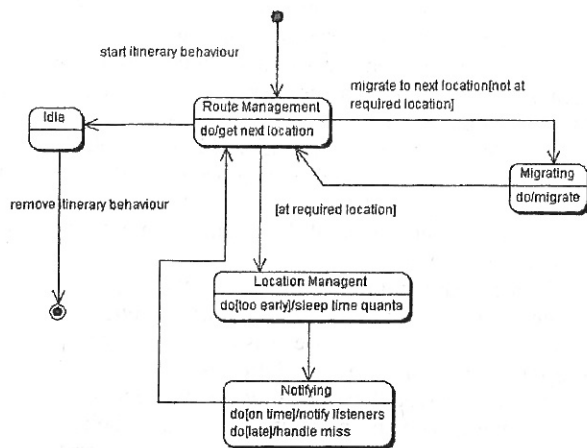 start itinerary behaviour
Route Management
do/get next location
migrate to next location[not at
required location]
Idle
Migrating
do/migrate
remove itinerary behaviour
[at required location]
Location Managent
do[too early]/sleep time quanta
Notifying
do[on time]/notify listeners
do[late]/handle miss